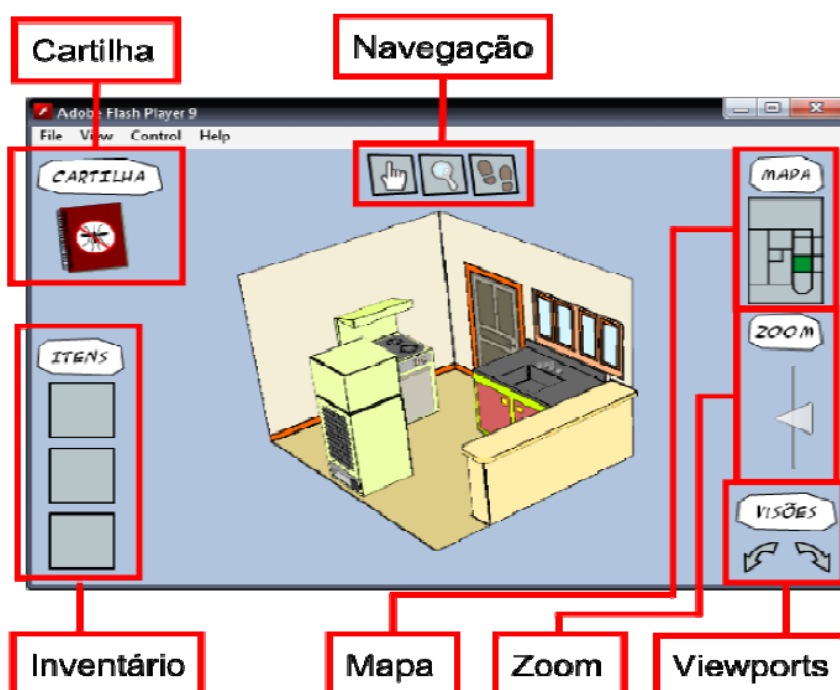 Cartilha
Navegação
Adobe Flash Player 9
File View Control Help
CARTILHA
MAPA
ITENS
ZOOM
VISÕES
Inventário
Mapa
Zoom
Viewports